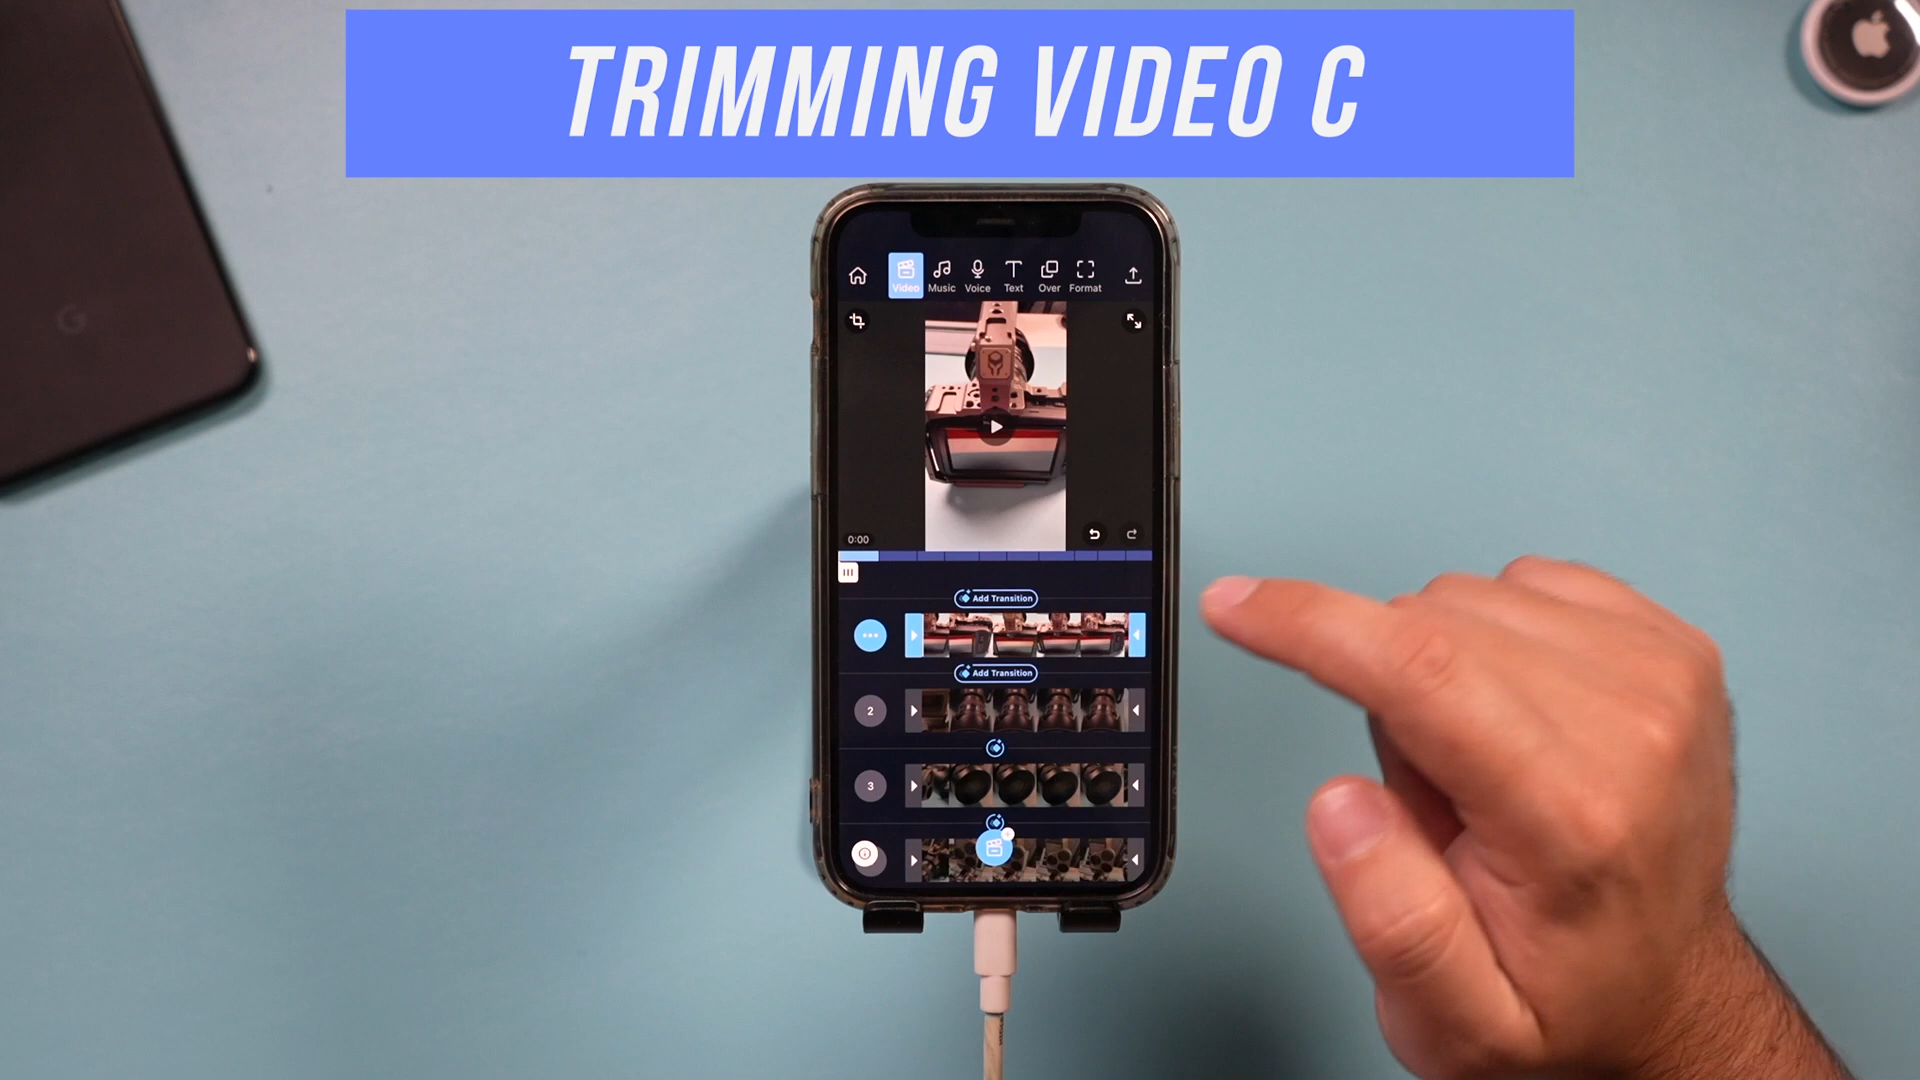 TRIMMING VIDEO C
Video Music Voice Text Over Format
0:00
Add Transition
Add Transition
2
3
G